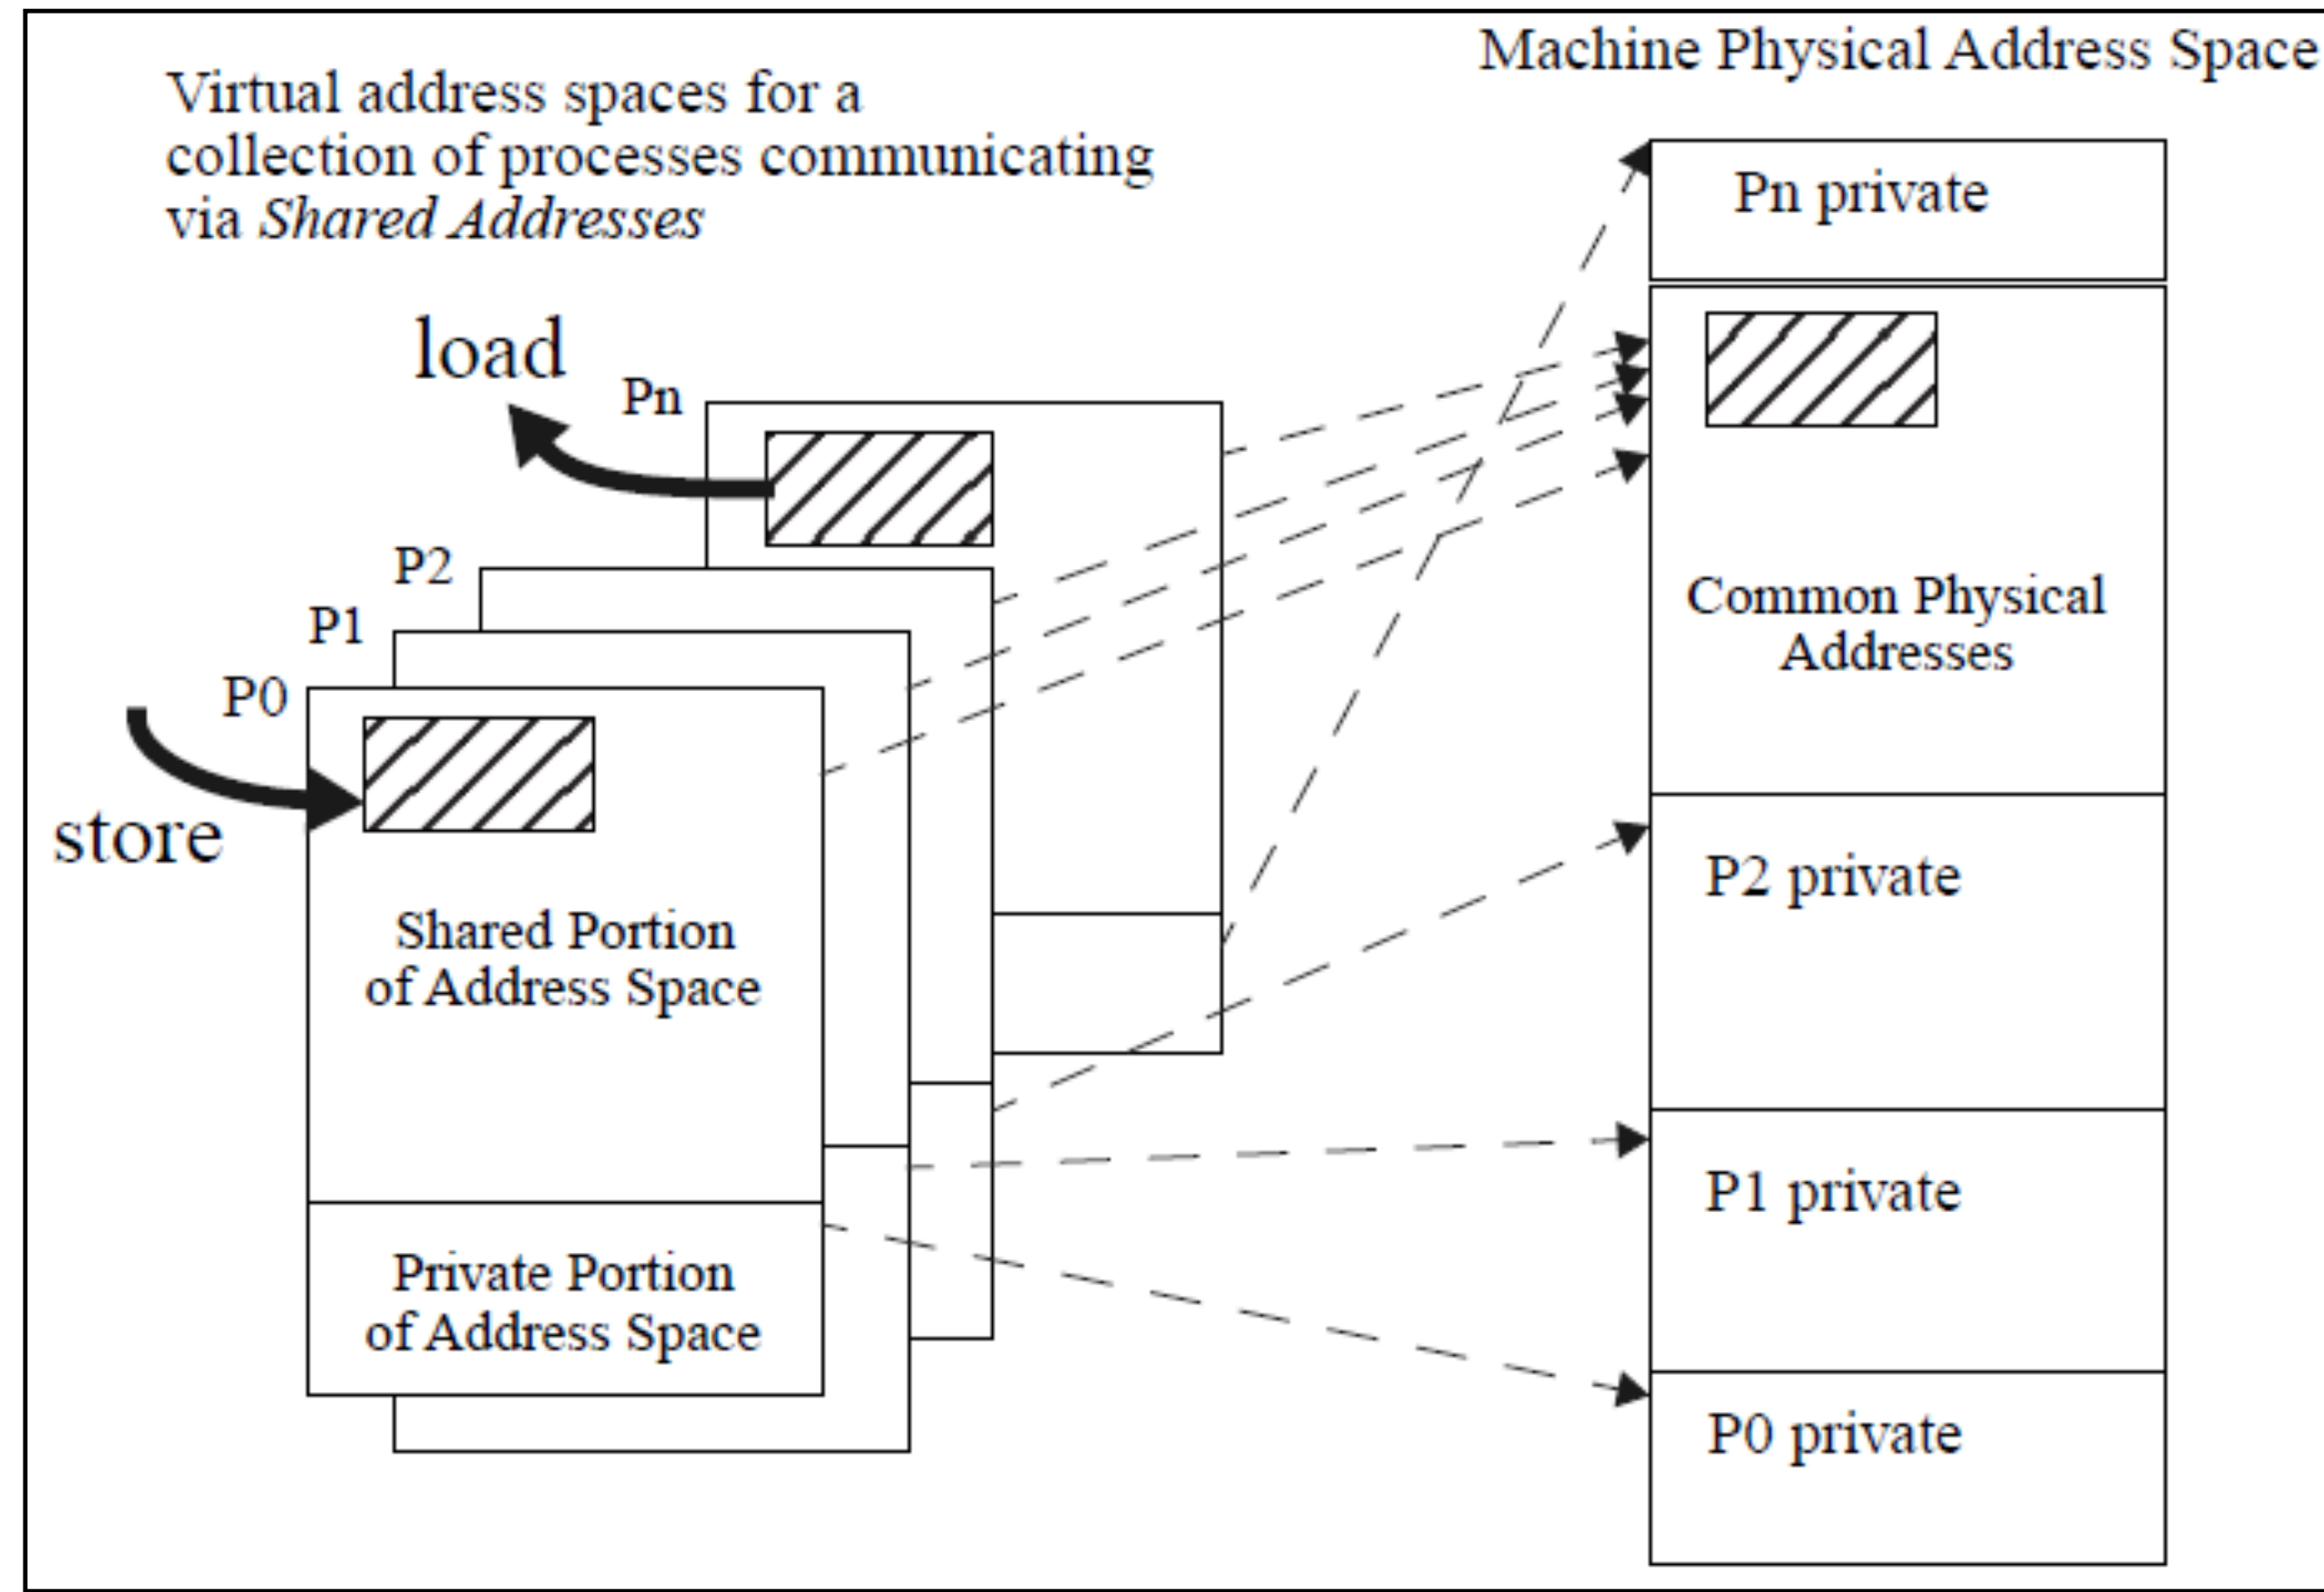 Machine Physical Address Space
Virtual address spaces for a
collection of processes communicating
via Shared Addresses
Pn private
load
Pn
P2
Common Physical
Addresses
P1
P0
store
P2 private
Shared Portion
of Address Space
P1 private
Private Portion
of Address Space
P0 private